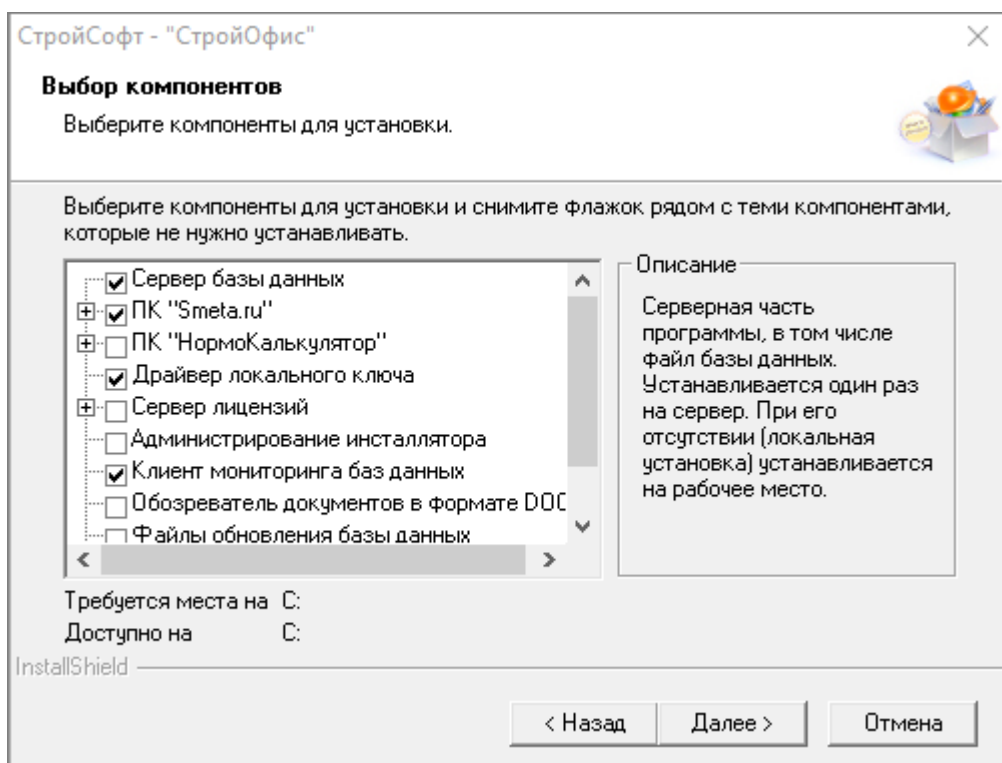 СтройСофт - "СтройОфис"
Выбор компонентов
Выберите компоненты для установки.
Выберите компоненты для установки и снимите флажок рядом с теми компонентами,
которые не нужно устанавливать.
Сервер базы данных
ПК "Smeta.ru"
ПК "НормоКалькулятор"
Драйвер локального ключа
Сервер лицензий
Администрирование инсталлятора
Клиент мониторинга баз данных
Обозреватель документов в формате DOC
Файлы обновления базы данных
Описание
Серверная часть
программы, в том числе
файл базы данных.
Устанавливается один раз
на сервер. При его
отсутствии (локальная
установка) устанавливается
на рабочее место.
Требуется места на C:
Доступно на C:
InstallShield
< Назад
Далее >
Отмена